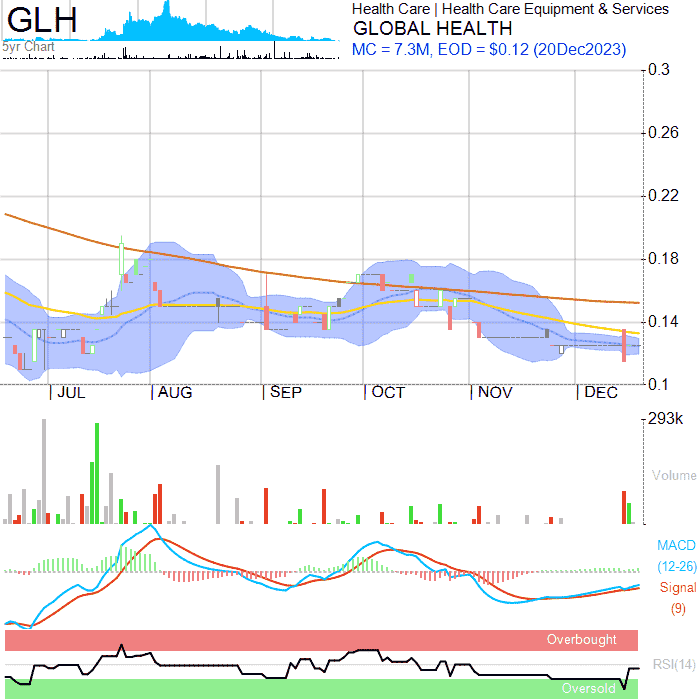 GLH
5yr Chart
Health Care | Health Care Equipment & Services
GLOBAL HEALTH
MC = 7.3M, EOD = $0.12 (20Dec2023)
0.3
0.26
0.22
0.18
0.14
0.1
JUL
AUG
SEP
OCT
NOV
DEC
293k
Volume
MACD
(12-26)
Signal
(9)
Overbought
RSI(14)
Oversold